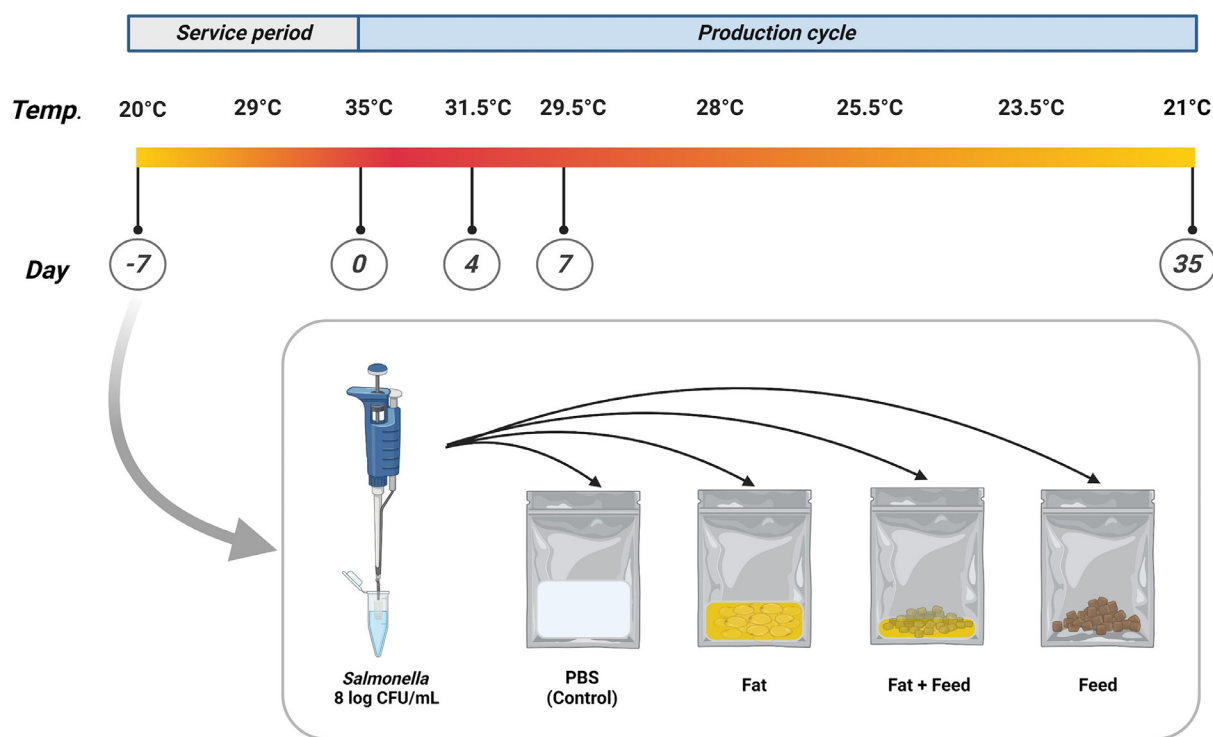 Service period Production cycle
Temp. 20°C 29°C 35°C 31.5°C 29.5°C 28°C 25.5°C 23.5°C 21°C
Day -7 0 4 7 35
Salmonella
8 log CFU/mL
PBS
(Control)
Fat
Fat + Feed
Feed